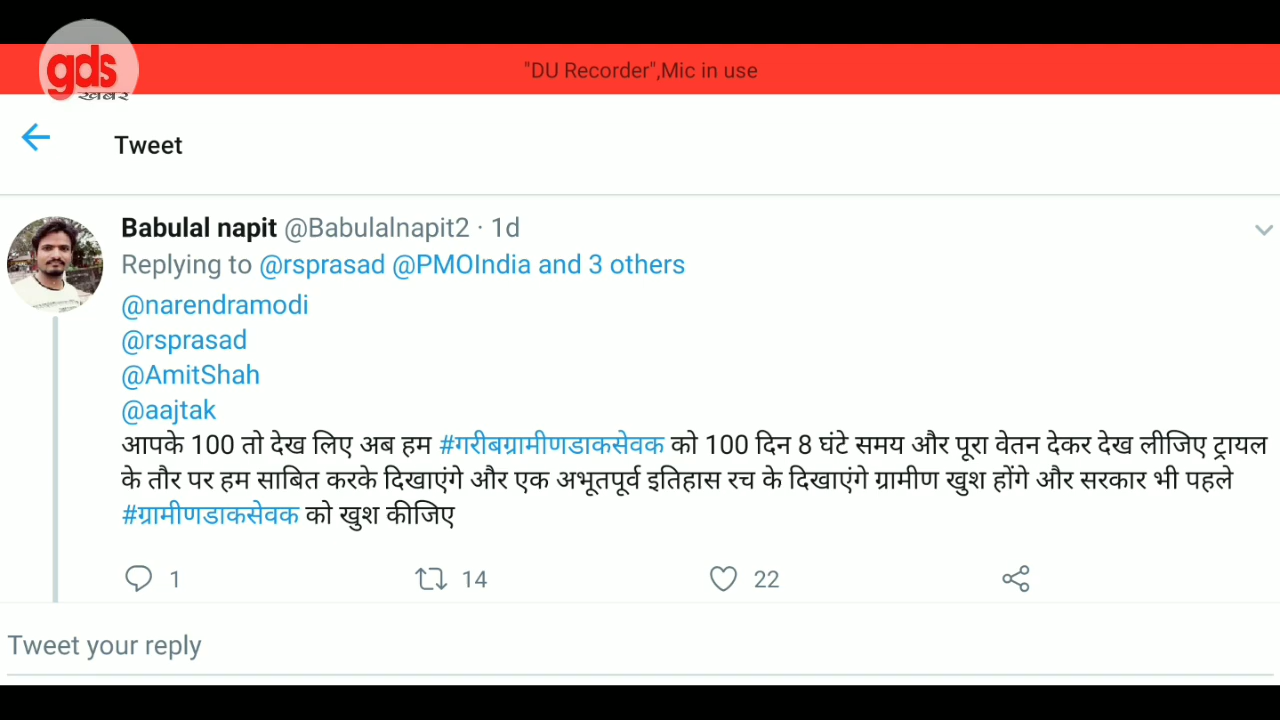 gds
खबर
"DU Recorder",Mic in use
Tweet
Babulal napit @Babulalnapit2 · 1d
Replying to @rsprasad @PMOIndia and 3 others
@narendramodi
@rsprasad
@AmitShah
@aajtak
आपके 100 तो देख लिए अब हम #गरीबग्रामीणडाकसेवक को 100 दिन 8 घंटे समय और पूरा वेतन देकर देख लीजिए ट्रायल
के तौर पर हम साबित करके दिखाएंगे और एक अभूतपूर्व इतिहास रच के दिखाएंगे ग्रामीण खुश होंगे और सरकार भी पहले
#ग्रामीणडाकसेवक को खुश कीजिए
1 14 22
Tweet your reply